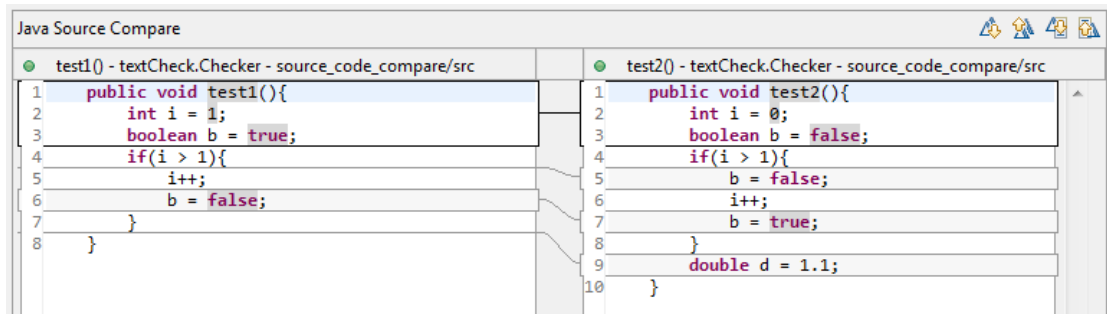 Java Source Compare
test1() - textCheck.Checker - source_code_compare/src
1 public void test1(){
2 int i = 1;
3 boolean b = true;
4 if(i > 1){
5 i++;
6 b = false;
7 }
8 }
test2() - textCheck.Checker - source_code_compare/src
1 public void test2(){
2 int i = 0;
3 boolean b = false;
4 if(i > 1){
5 b = false;
6 i++;
7 b = true;
8 }
9 double d = 1.1;
10 }